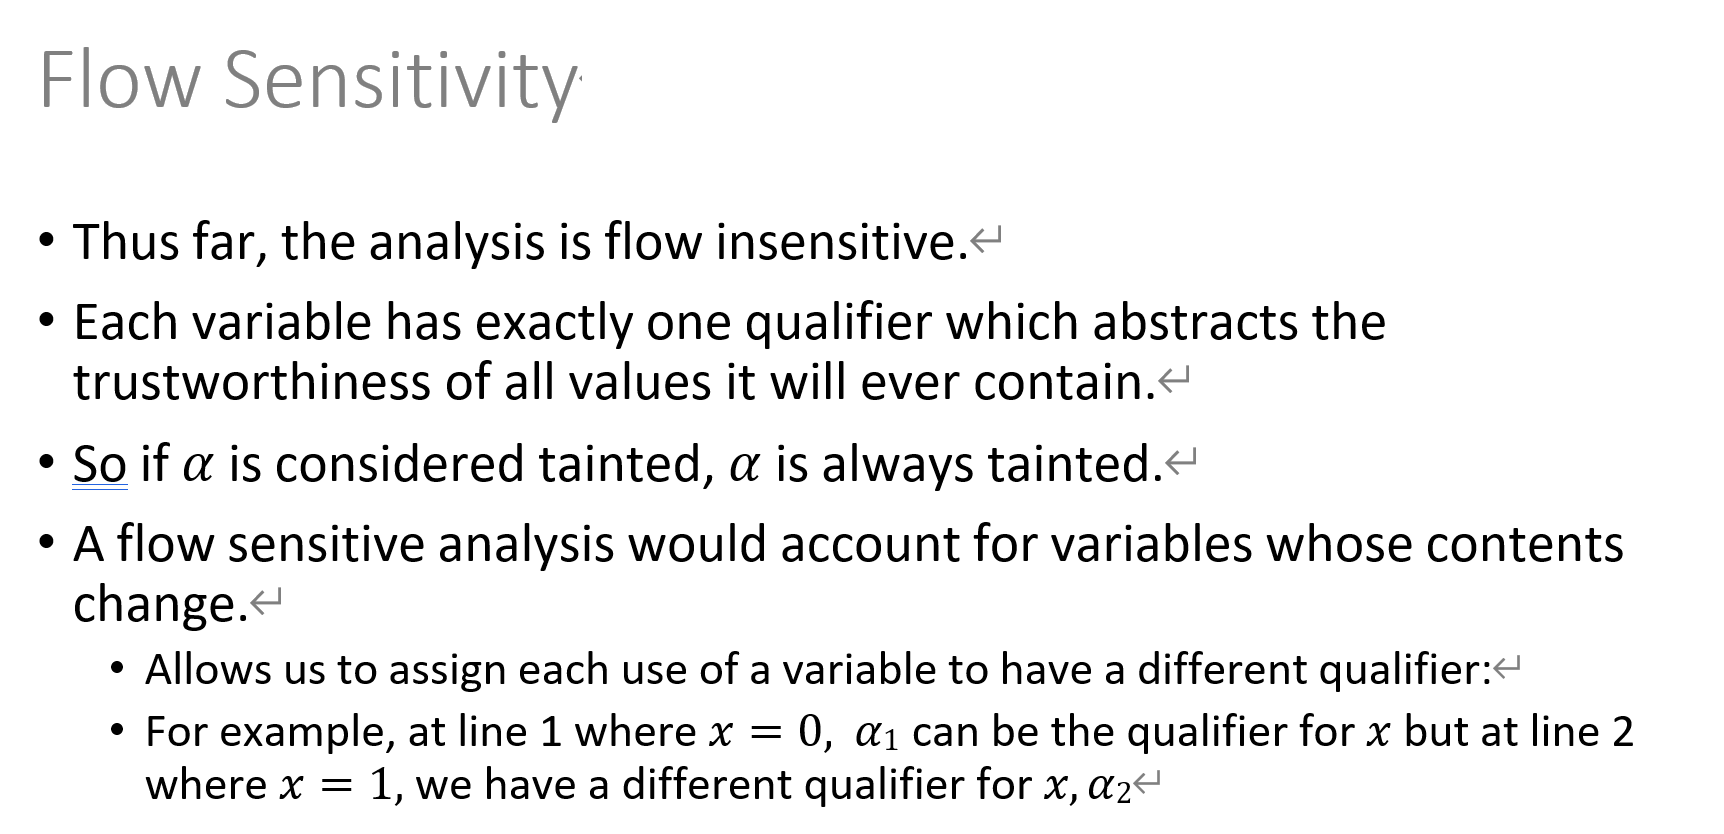 Flow Sensitivity
• Thus far, the analysis is flow insensitive.↵
• Each variable has exactly one qualifier which abstracts the
trustworthiness of all values it will ever contain.↵
• So if α is considered tainted, α is always tainted.↵
• A flow sensitive analysis would account for variables whose contents
change.↵
• Allows us to assign each use of a variable to have a different qualifier:↵
• For example, at line 1 where x = 0, α₁ can be the qualifier for x but at line 2
where x = 1, we have a different qualifier for x, α₂↵